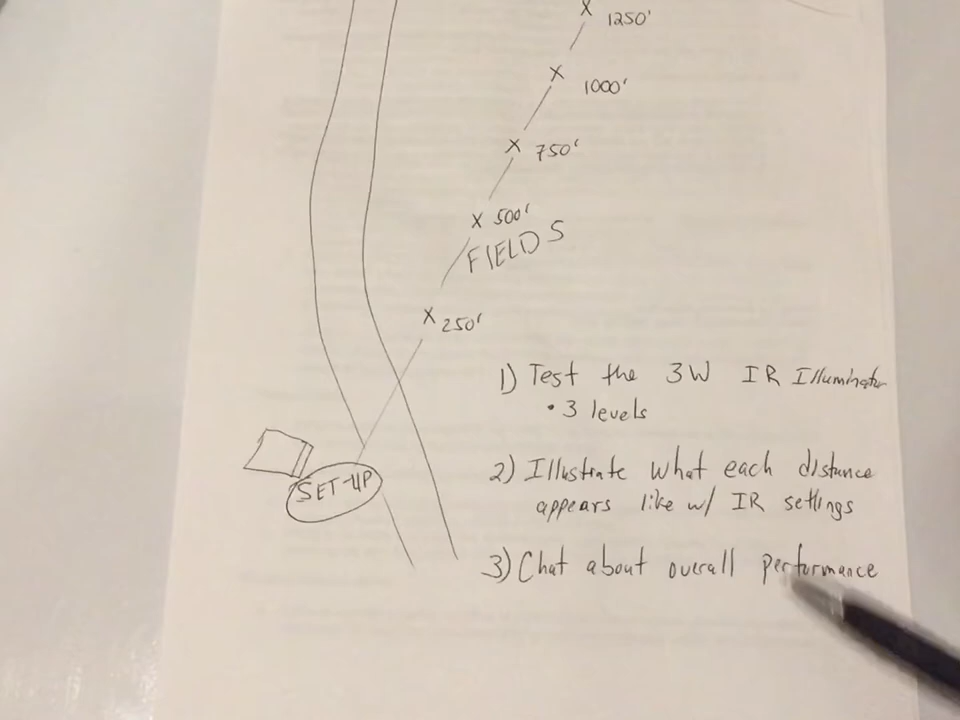 X 1250'
X 1000'
X 750'
X 500'
FIELDS
X 250'
1) Test the 3W IR Illuminator
• 3 levels
SET-UP
2) Illustrate what each distance
appears like w/ IR settings
3) Chat about overall performance